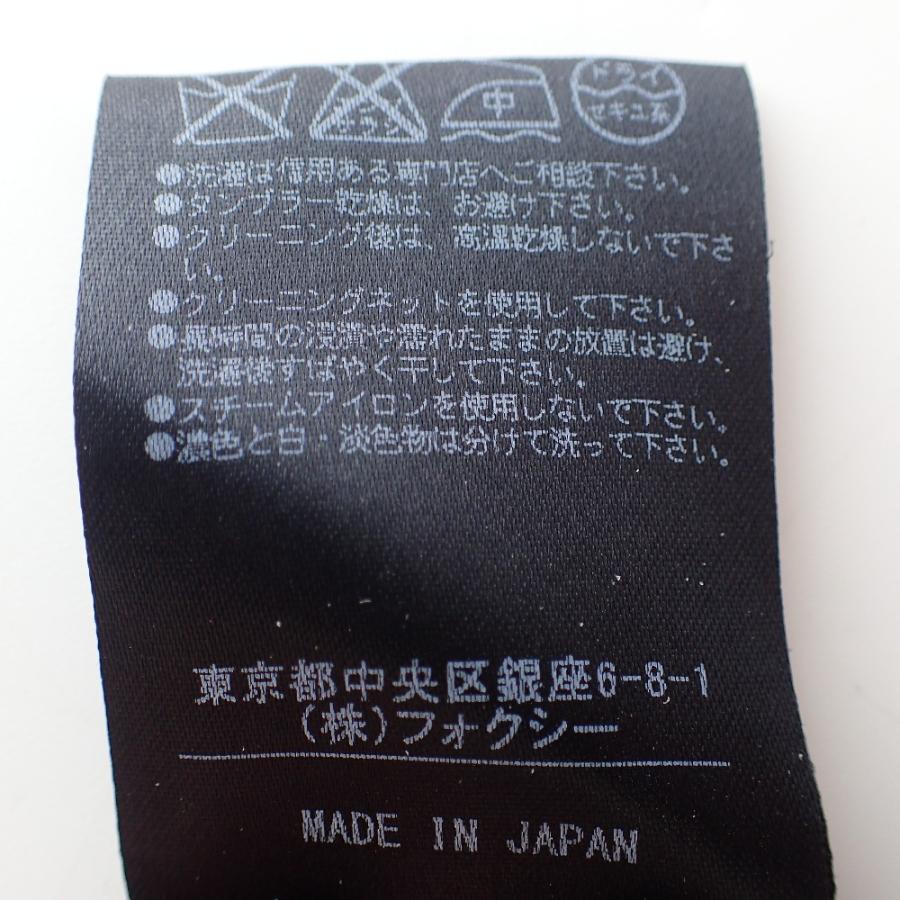 中 ドライ
エンソ サラシ セキユ系
●洗濯は信用ある専門店へご相談下さい。
●タンブラー乾燥は、お避け下さい。
●クリーニング後は、高温乾燥しないで下さ
い。
●クリーニングネットを使用して下さい。
●長時間の浸漬や濡れたままの放置は避け、
洗濯後すばやく干して下さい。
●スチームアイロンを使用しないで下さい。
●濃色と白・淡色物は分けて洗って下さい。
東京都中央区銀座6-8-1
(株)フォクシー
MADE IN JAPAN